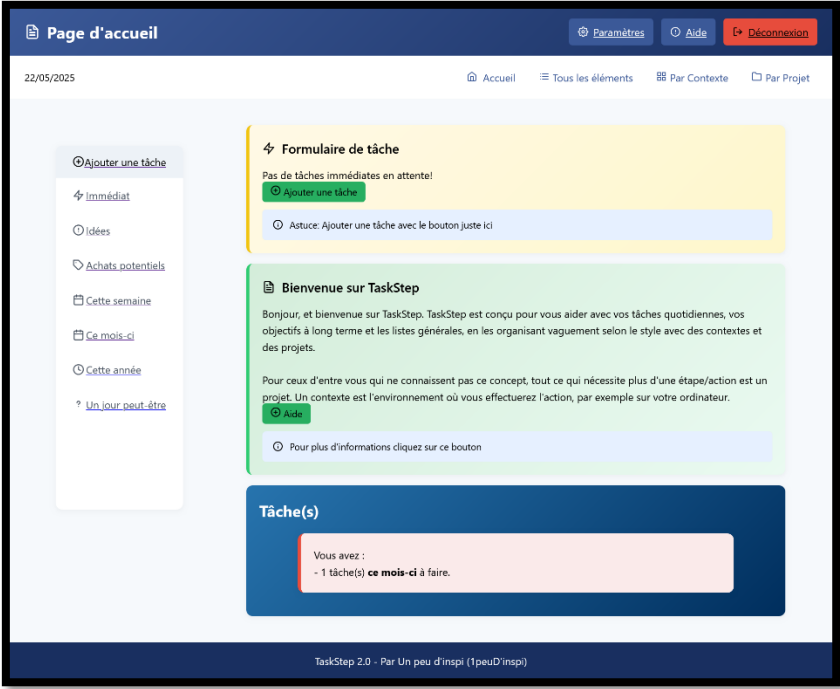 Page d'accueil
Paramètres
Aide
Déconnexion
22/05/2025
Accueil
Tous les éléments
Par Contexte
Par Projet
Ajouter une tâche
Immédiat
Idées
Achats potentiels
Cette semaine
Ce mois-ci
Cette année
? Un jour peut-être
Formulaire de tâche
Pas de tâches immédiates en attente!
Ajouter une tâche
Astuce: Ajouter une tâche avec le bouton juste ici
Bienvenue sur TaskStep
Bonjour, et bienvenue sur TaskStep. TaskStep est conçu pour vous aider avec vos tâches quotidiennes, vos
objectifs à long terme et les listes générales, en les organisant vaguement selon le style avec des contextes et
des projets.
Pour ceux d'entre vous qui ne connaissent pas ce concept, tout ce qui nécessite plus d'une étape/action est un
projet. Un contexte est l'environnement où vous effectuerez l'action, par exemple sur votre ordinateur.
Aide
Pour plus d'informations cliquez sur ce bouton
Tâche(s)
Vous avez :
- 1 tâche(s) ce mois-ci à faire.
TaskStep 2.0 - Par Un peu d'inspi (1peuD'inspi)